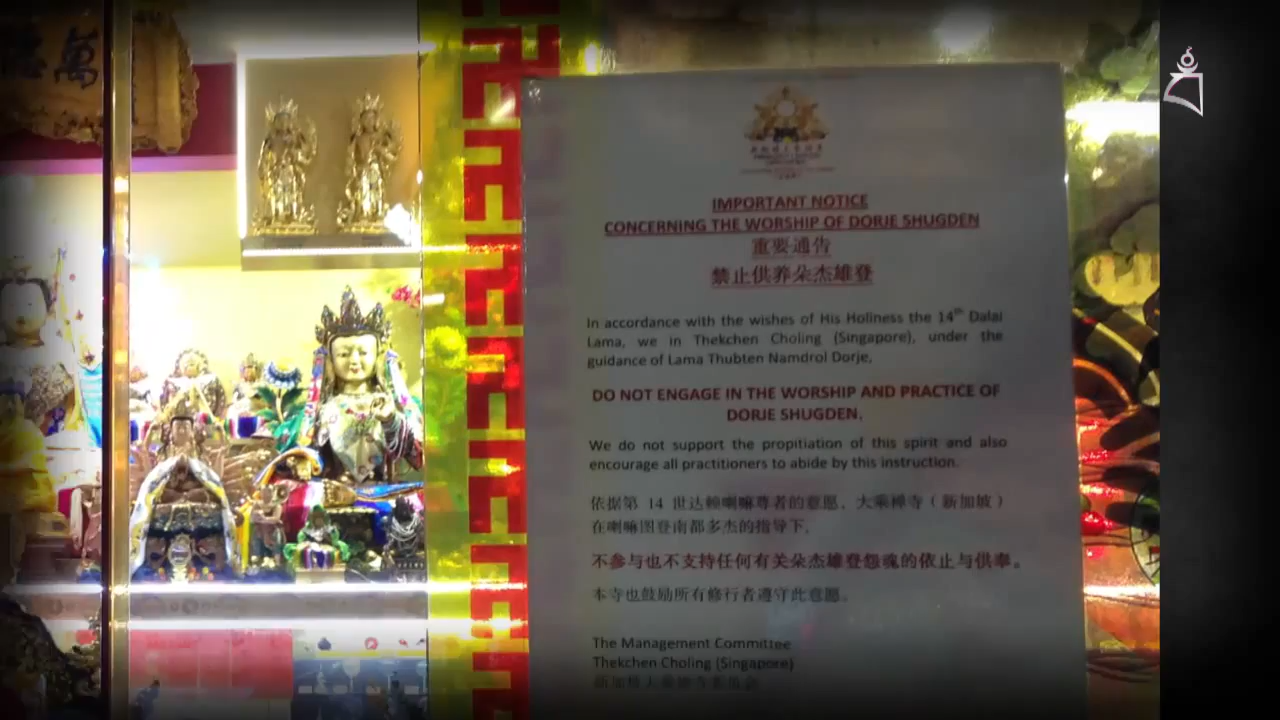 萬
IMPORTANT NOTICE
CONCERNING THE WORSHIP OF DORJE SHUGDEN
重要通告
禁止供养朵杰雄登
In accordance with the wishes of His Holiness the 14th Dalai
Lama, we in Thekchen Choling (Singapore), under the
guidance of Lama Thubten Namdrol Dorje,
DO NOT ENGAGE IN THE WORSHIP AND PRACTICE OF
DORJE SHUGDEN.
We do not support the propitiation of this spirit and also
encourage all practitioners to abide by this instruction.
依据第 14 世达赖喇嘛尊者的意愿，大乘禅寺（新加坡）
在喇嘛图登南都多杰的指导下，
不参与也不支持任何有关朵杰雄登怨魂的依止与供奉。
本寺也鼓励所有修行者遵守此意愿。
The Management Committee
Thekchen Choling (Singapore)